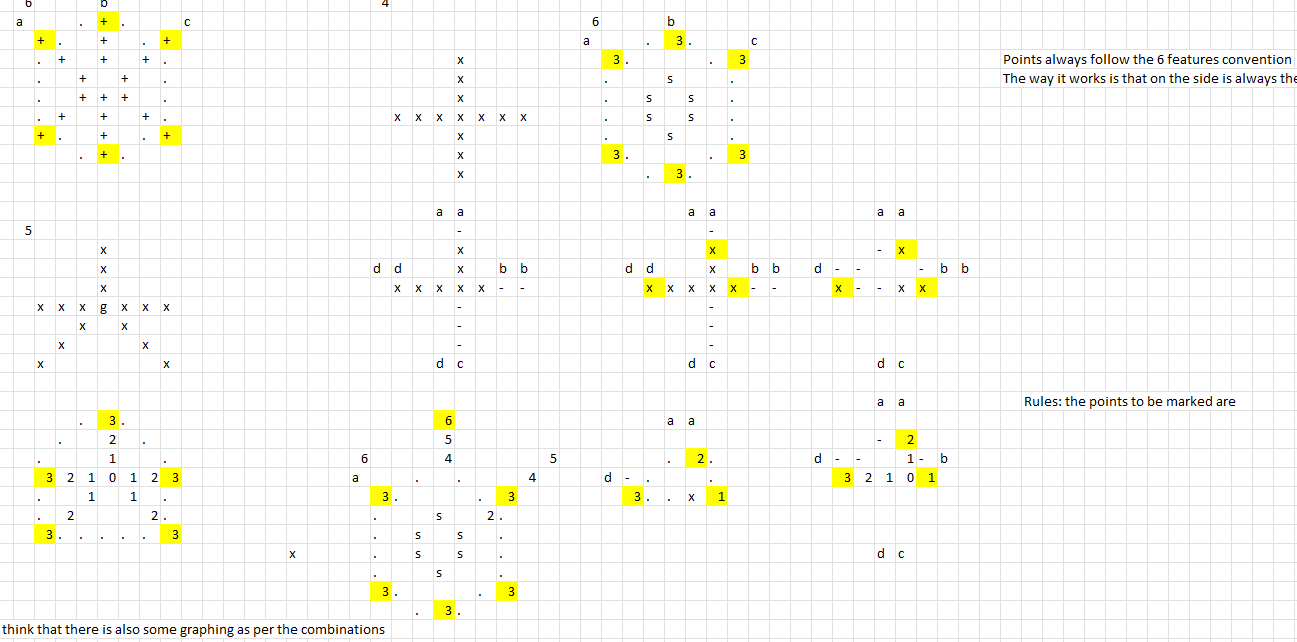 6 b 4
a . + . c 6 b
+ . + . + a . 3 . c
. + + + . x 3 . . 3 Points always follow the 6 features convention
. + + . x . s . The way it works is that on the side is always the
. + + + . x . s s .
. + + + . x x x x x x x . s s .
+ . + . + x . s .
. + . x 3 . . 3
x . 3 .
a a a a a a
5 - -
x x x - x
x d d x b b d d x b b d - - - b b
x x x x x x - - x x x x x - - x - - x x
x x x g x x x - -
x x - -
x x - -
x x d c d c d c
a a Rules: the points to be marked are
. 3 . 6 a a
. 2 . 5 - 2
. 1 . 6 4 5 . 2 . d - - 1 - b
3 2 1 0 1 2 3 a . . 4 d - . . 3 2 1 0 1
. 1 1 . 3 . . 3 3 . . x 1
. 2 2 . . s 2 .
3 . . . . . 3 . s s .
x . s s . d c
. s .
3 . . 3
. 3 .
think that there is also some graphing as per the combinations